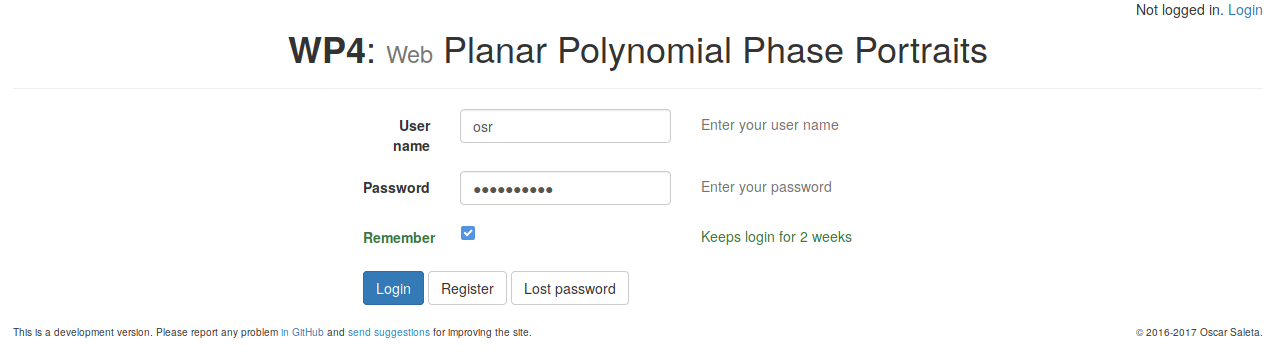 Not logged in. Login
WP4: Web Planar Polynomial Phase Portraits
User name
osr
Enter your user name
Password
••••••••••
Enter your password
Remember
Keeps login for 2 weeks
Login Register Lost password
This is a development version. Please report any problem in GitHub and send suggestions for improving the site.
© 2016-2017 Oscar Saleta.